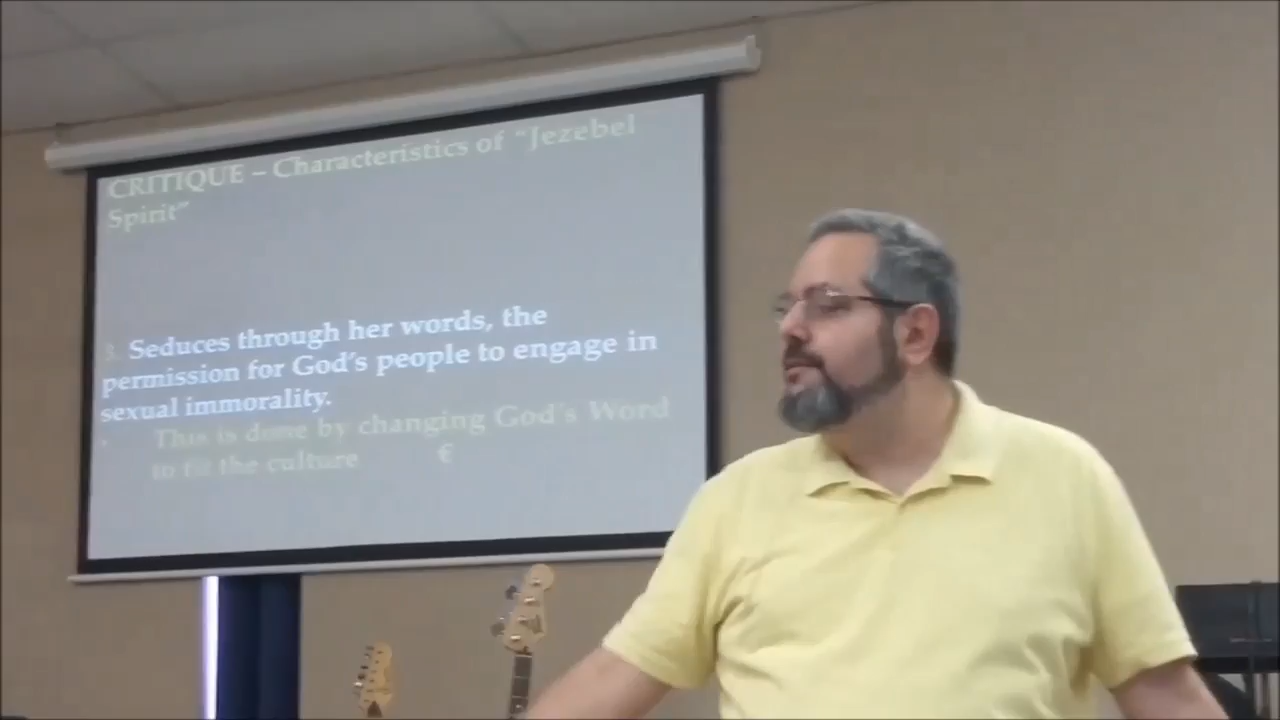 CRITIQUE – Characteristics of "Jezebel
Spirit"
3. Seduces through her words, the
permission for God's people to engage in
sexual immorality.
• This is done by changing God's Word
to fit the culture €